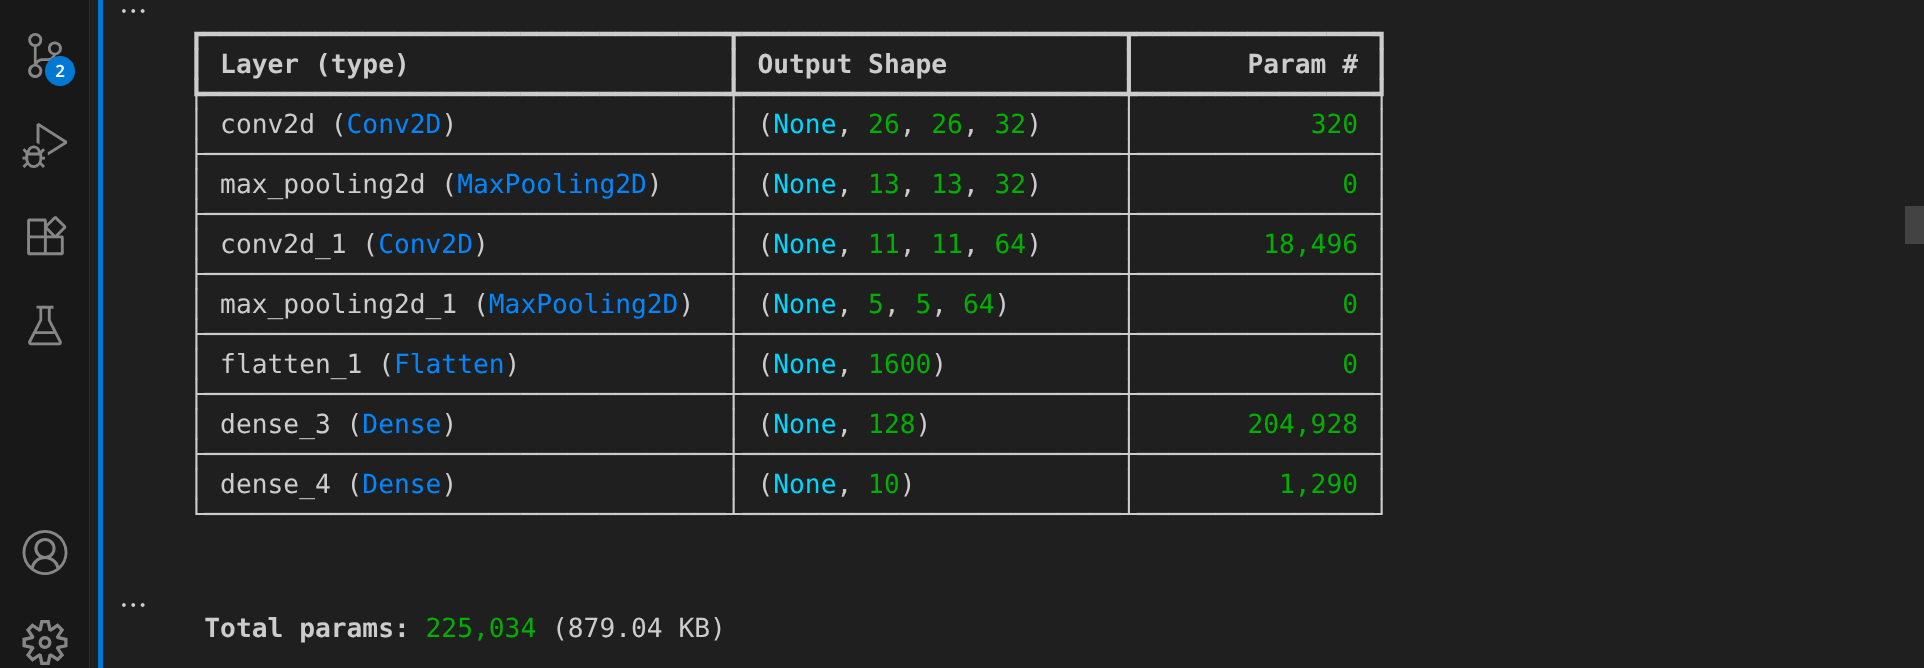 ...
Layer (type) Output Shape Param #
conv2d (Conv2D) (None, 26, 26, 32) 320
max_pooling2d (MaxPooling2D) (None, 13, 13, 32) 0
conv2d_1 (Conv2D) (None, 11, 11, 64) 18,496
max_pooling2d_1 (MaxPooling2D) (None, 5, 5, 64) 0
flatten_1 (Flatten) (None, 1600) 0
dense_3 (Dense) (None, 128) 204,928
dense_4 (Dense) (None, 10) 1,290
...
Total params: 225,034 (879.04 KB)
2